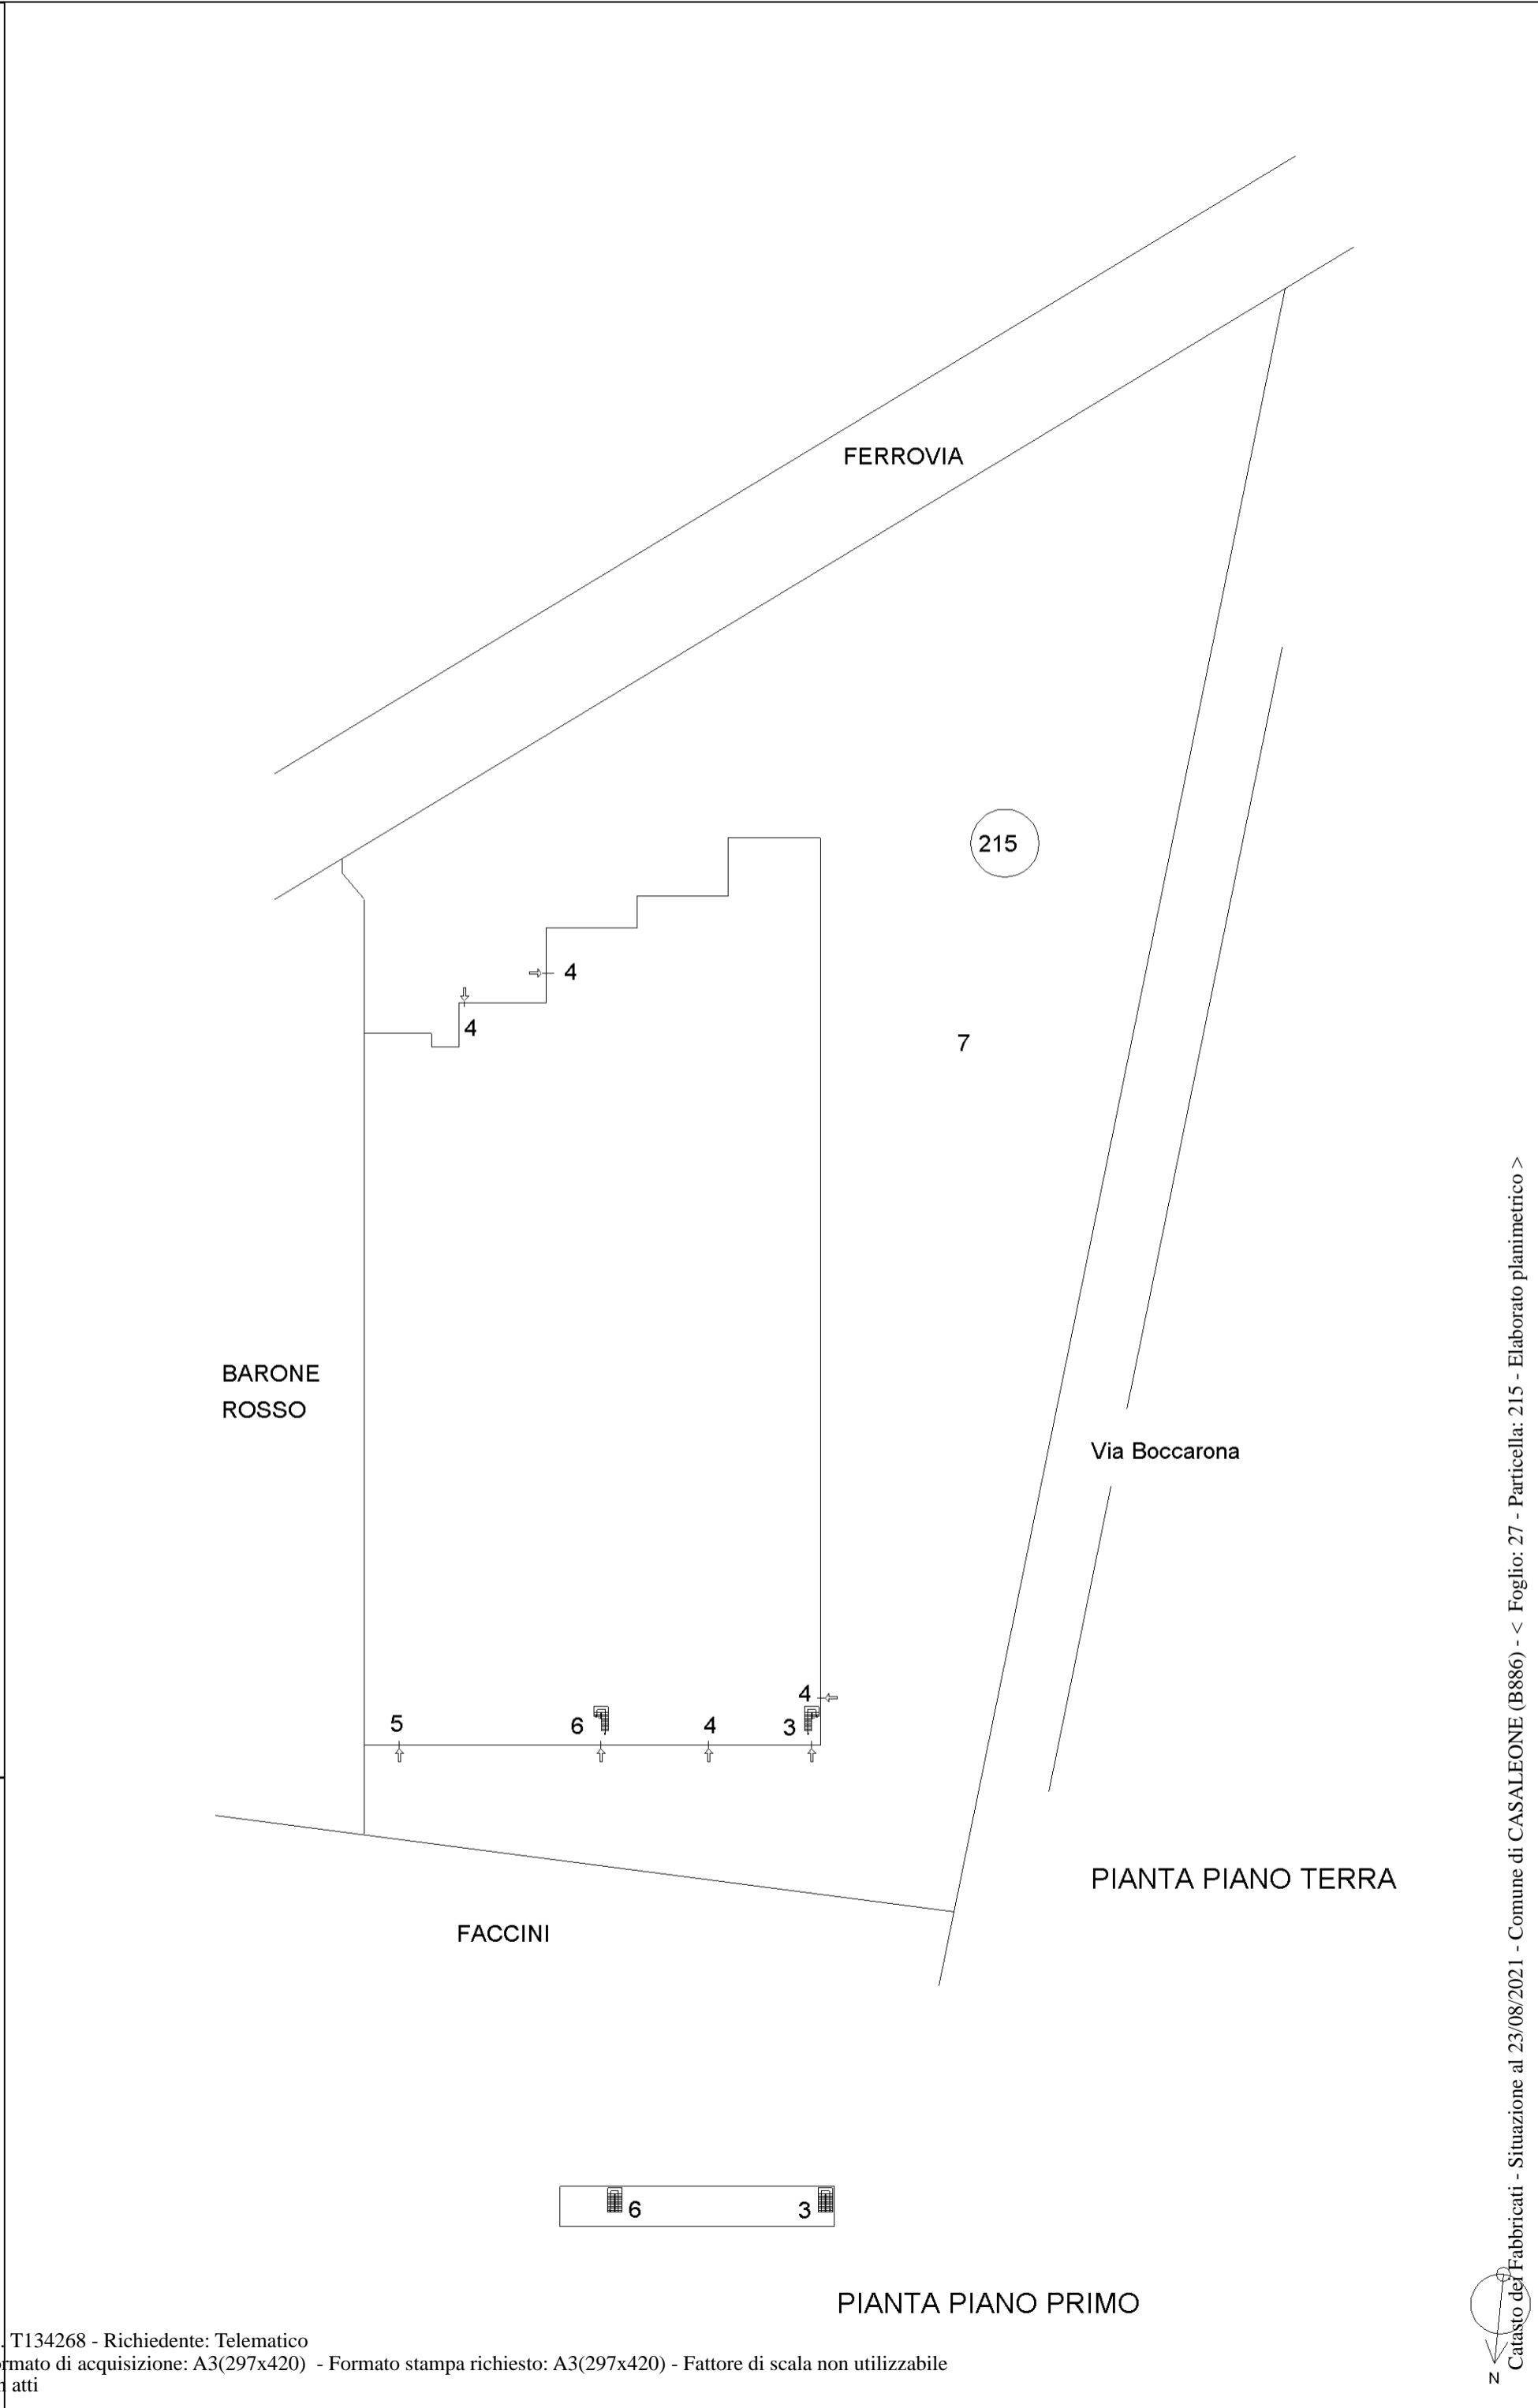 FERROVIA
215
4
4
7
BARONE
ROSSO
Via Boccarona
4
5
6
4
3
PIANTA PIANO TERRA
FACCINI
6
3
PIANTA PIANO PRIMO
N
Catasto dei Fabbricati - Situazione al 23/08/2021 - Comune di CASALEONE (B886) - < Foglio: 27 - Particella: 215 - Elaborato planimetrico >
. T134268 - Richiedente: Telematico
rmato di acquisizione: A3(297x420) - Formato stampa richiesto: A3(297x420) - Fattore di scala non utilizzabile
atti